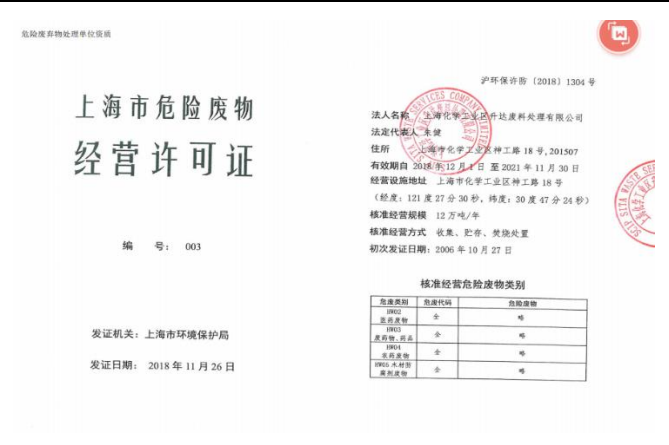 危险废弃物处理单位资质
上海市危险废物
经营许可证
编 号: 003
发证机关: 上海市环境保护局
发证日期: 2018 年 11 月 26 日
沪环保许防〔2018〕1304 号
法人名称 上海化学工业区升达废料处理有限公司
法定代表人 朱健
住所 上海市化学工业区神工路 18 号, 201507
有效期自 2018 年 12 月 1 日 至 2021 年 11 月 30 日
经营设施地址 上海市化学工业区神工路 18 号
(经度: 121 度 27 分 30 秒, 纬度: 30 度 47 分 24 秒)
核准经营规模 12 万吨/年
核准经营方式 收集、贮存、焚烧处置
初次发证日期: 2006 年 10 月 27 日
核准经营危险废物类别
危废类别 危废代码 危险废物
HW02 医药废物 全 略
HW03 废药物、药品 全 略
HW04 农药废物 全 略
HW05 木材防腐剂废物 全 略